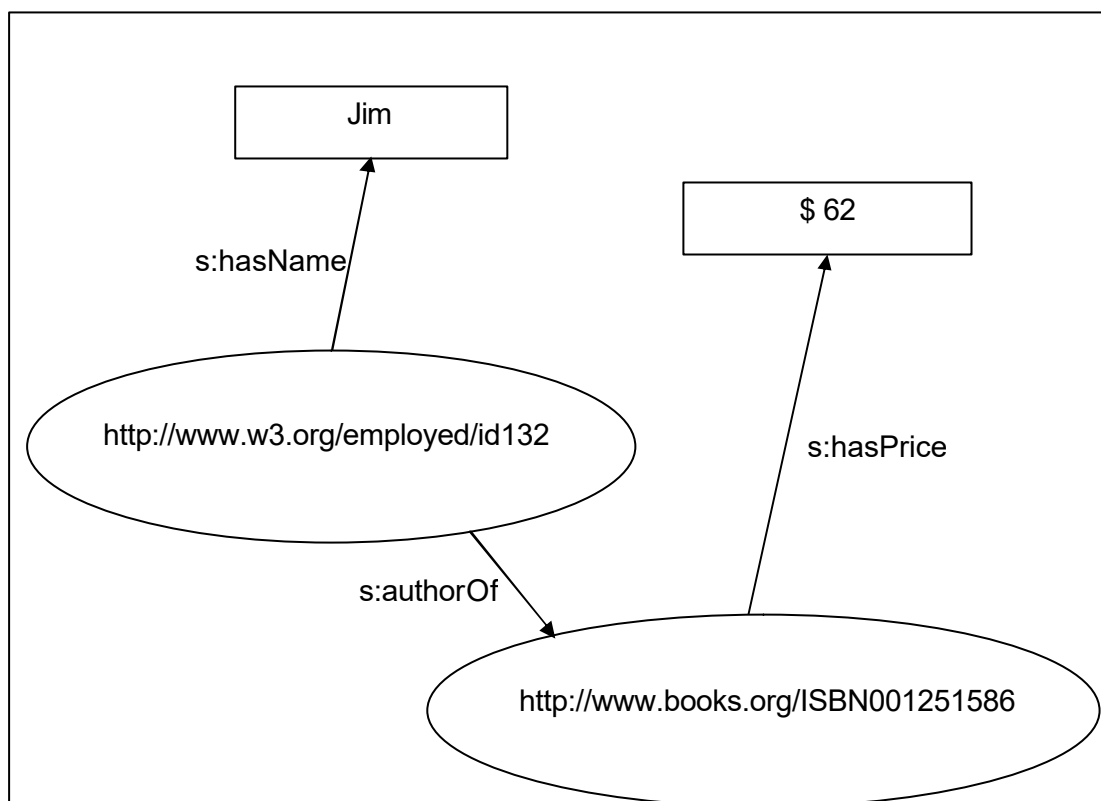 Jim
$ 62
s:hasName
http://www.w3.org/employed/id132
s:hasPrice
s:authorOf
http://www.books.org/ISBN001251586